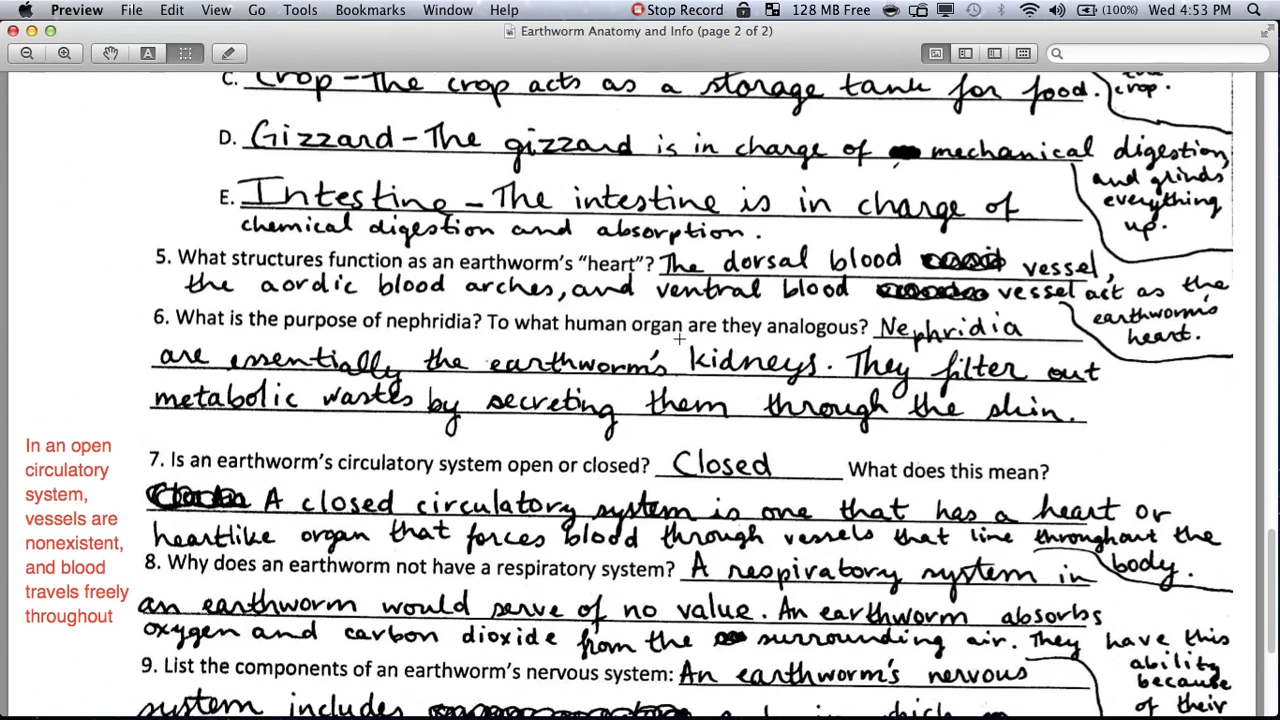 Preview File Edit View Go Tools Bookmarks Window Help Stop Record 128 MB Free (100%) Wed 4:53 PM
Earthworm Anatomy and Info (page 2 of 2)
C. Crop - The crop acts as a storage tank for food. the crop.
D. Gizzard - The gizzard is in charge of mechanical digestion, and grinds everything up.
E. Intestine - The intestine is in charge of
chemical digestion and absorption.
5. What structures function as an earthworm's "heart"? The dorsal blood vessel,
the aordic blood arches, and ventral blood vessel act as the earthworm's heart.
6. What is the purpose of nephridia? To what human organ are they analogous? Nephridia
are essentially the earthworm's kidneys. They filter out
metabolic wastes by secreting them through the skin.
7. Is an earthworm's circulatory system open or closed? Closed What does this mean?
A closed circulatory system is one that has a heart or
heartlike organ that forces blood through vessels that line throughout the body.
8. Why does an earthworm not have a respiratory system? A respiratory system in
an earthworm would serve of no value. An earthworm absorbs
oxygen and carbon dioxide from the surrounding air. They have this ability because of their
9. List the components of an earthworm's nervous system: An earthworm's nervous
system includes
In an open
circulatory
system,
vessels are
nonexistent,
and blood
travels freely
throughout